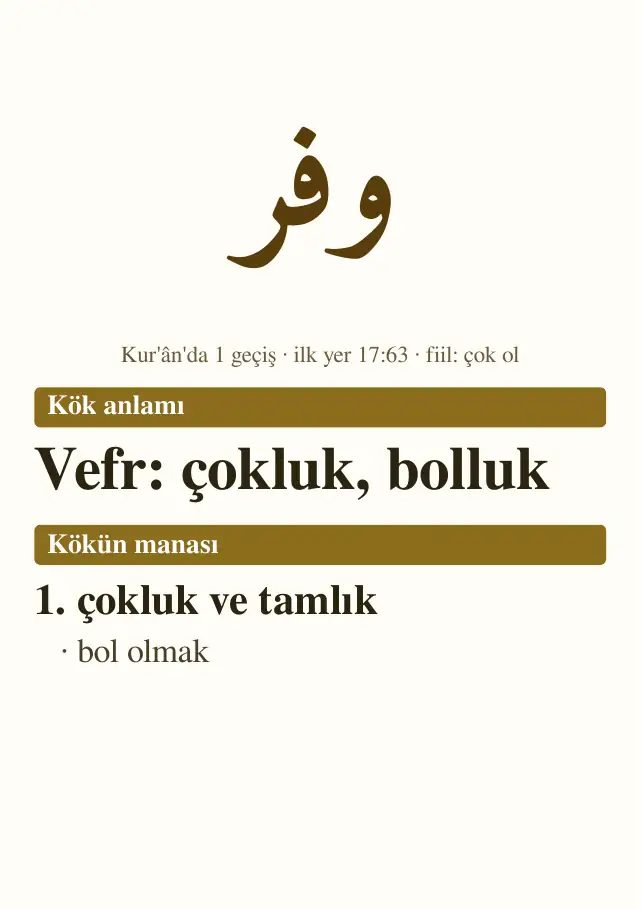 وفر
Kur'ân'da 1 geçiş · ilk yer 17:63 · fiil: çok ol
Kök anlamı
Vefr: çokluk, bolluk
Kökün manası
1. çokluk ve tamlık
· bol olmak